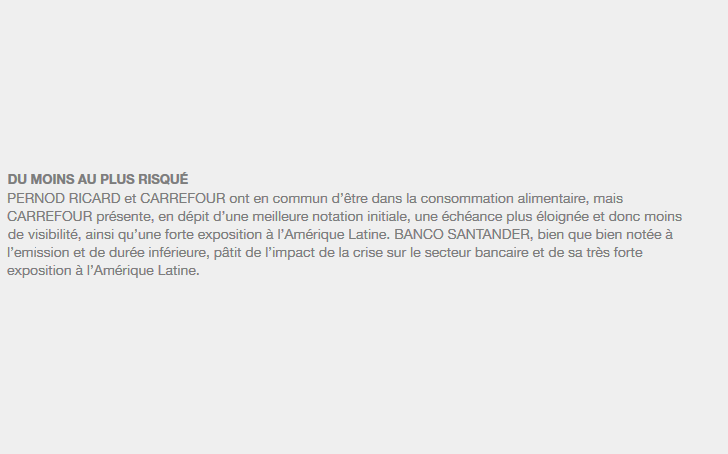 DU MOINS AU PLUS RISQUÉ
PERNOD RICARD et CARREFOUR ont en commun d’être dans la consommation alimentaire, mais
CARREFOUR présente, en dépit d’une meilleure notation initiale, une échéance plus éloignée et donc moins
de visibilité, ainsi qu’une forte exposition à l’Amérique Latine. BANCO SANTANDER, bien que bien notée à
l’emission et de durée inférieure, pâtit de l’impact de la crise sur le secteur bancaire et de sa très forte
exposition à l’Amérique Latine.